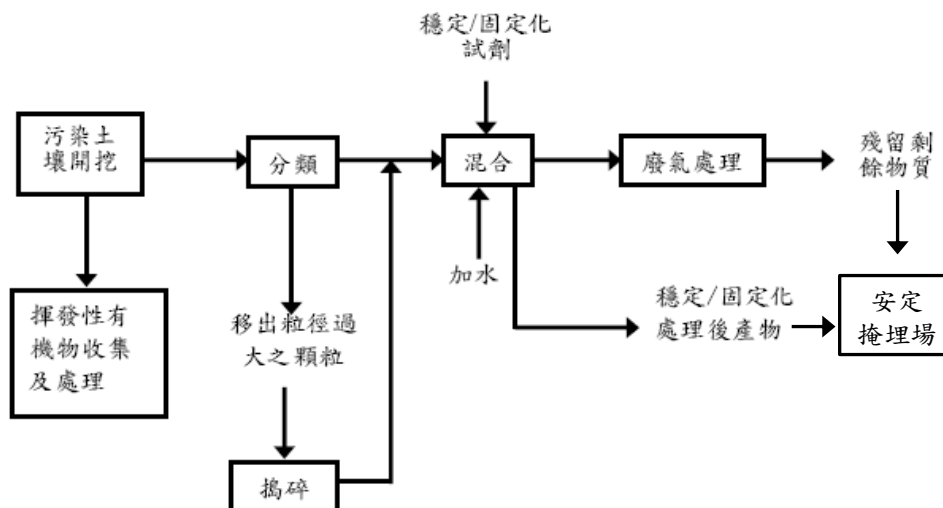 穩定/固定化
試劑
污染土
壤開挖
分類
混合
廢氣處理
殘留剩
餘物質
加水
揮發性有
機物收集
及處理
移出粒徑過
大之顆粒
穩定/固定化
處理後產物
安定
掩埋場
搗碎